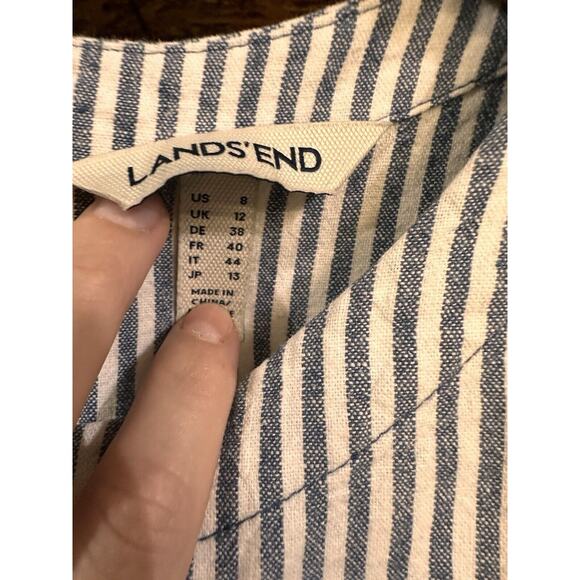 LANDS' END
US 8
UK 12
DE 38
FR 40
IT 44
JP 13
MADE IN
CHINA/